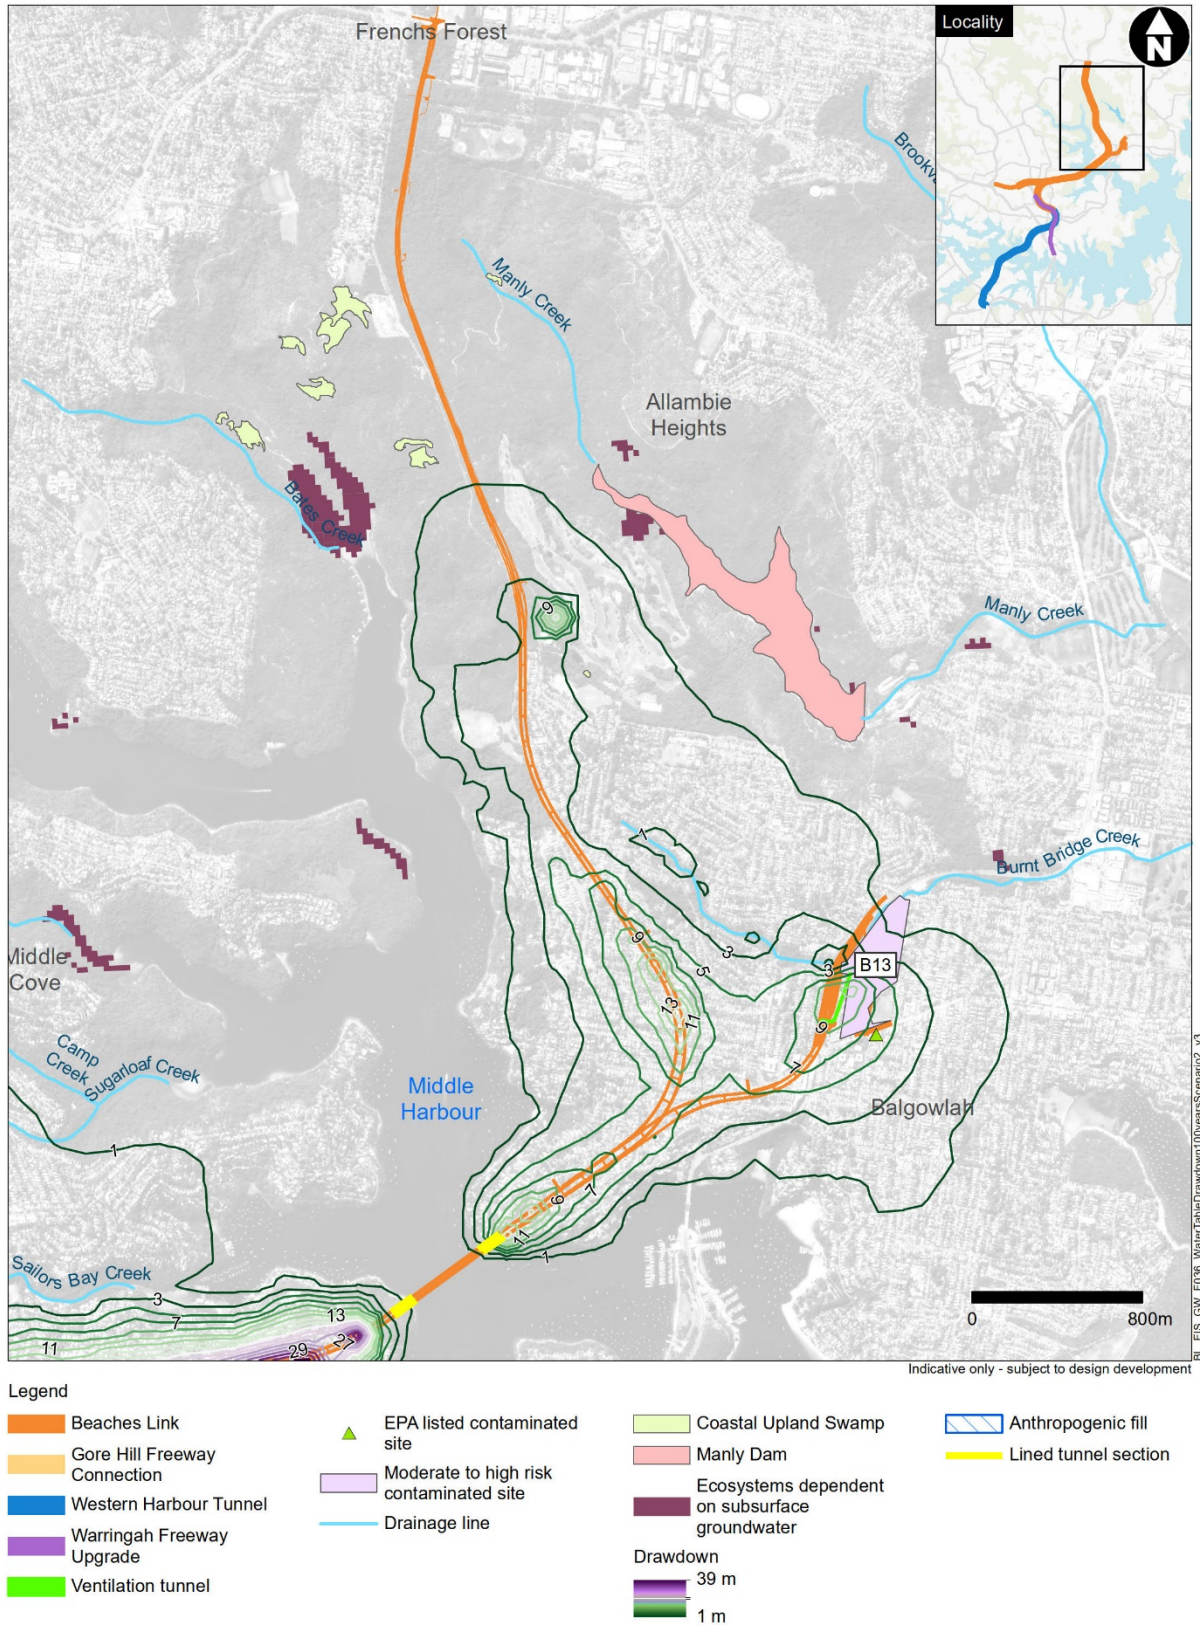 Frenchs Forest
Locality
N
Manly Creek
Allambie
Heights
Bates Creek
9
Manly Creek
1
Burnt Bridge Creek
9
3
5
3
B13
13
11
9
7
Middle
Cove
Camp
Creek
Sugarloaf Creek
Middle
Harbour
Balgowlah
1
9
7
11
1
Sailors Bay Creek
3
7
13
11
29
27
0
800m
BL_EIS_GW_F036_WaterTableDrawdown100yearsScenario2_v3
Indicative only - subject to design development
Legend
Beaches Link
Gore Hill Freeway
Connection
Western Harbour Tunnel
Warringah Freeway
Upgrade
Ventilation tunnel
EPA listed contaminated
site
Moderate to high risk
contaminated site
Drainage line
Coastal Upland Swamp
Manly Dam
Ecosystems dependent
on subsurface
groundwater
Drawdown
39 m
1 m
Anthropogenic fill
Lined tunnel section